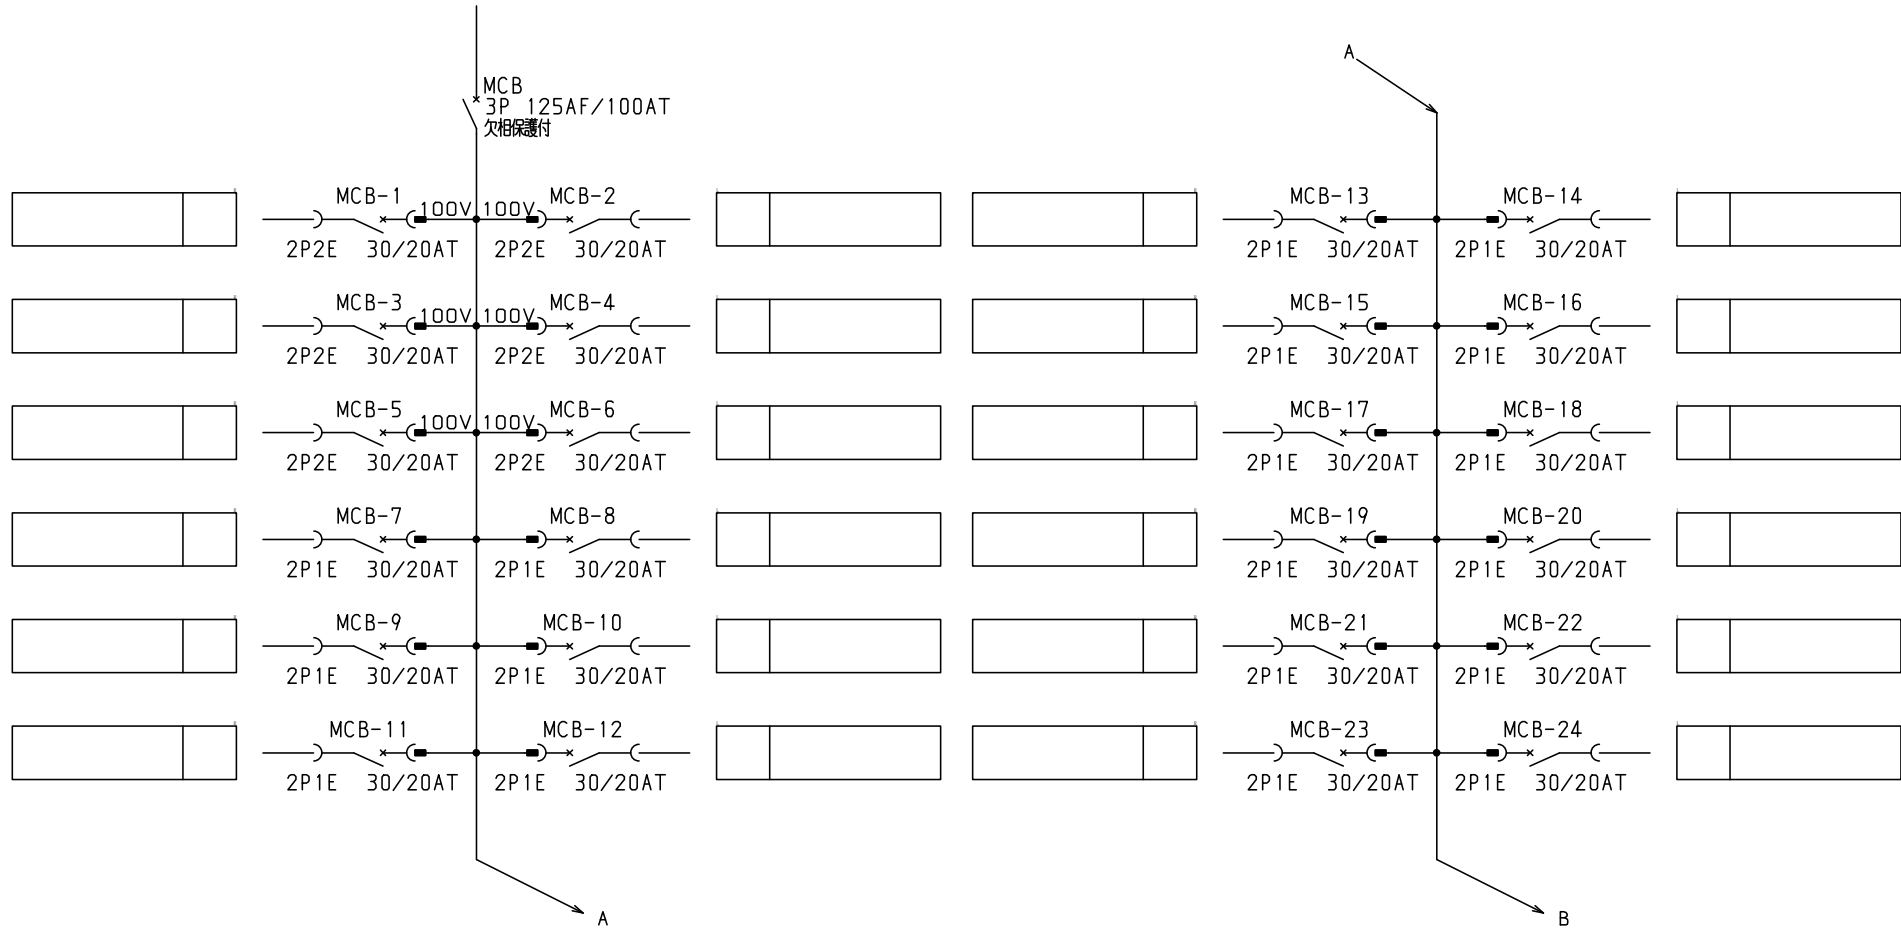 MCB
3P 125AF/100AT
欠相保護付
MCB-1 100V 100V MCB-2
2P2E 30/20AT 2P2E 30/20AT
MCB-3 100V 100V MCB-4
2P2E 30/20AT 2P2E 30/20AT
MCB-5 100V 100V MCB-6
2P2E 30/20AT 2P2E 30/20AT
MCB-7 MCB-8
2P1E 30/20AT 2P1E 30/20AT
MCB-9 MCB-10
2P1E 30/20AT 2P1E 30/20AT
MCB-11 MCB-12
2P1E 30/20AT 2P1E 30/20AT
A
A
MCB-13 MCB-14
2P1E 30/20AT 2P1E 30/20AT
MCB-15 MCB-16
2P1E 30/20AT 2P1E 30/20AT
MCB-17 MCB-18
2P1E 30/20AT 2P1E 30/20AT
MCB-19 MCB-20
2P1E 30/20AT 2P1E 30/20AT
MCB-21 MCB-22
2P1E 30/20AT 2P1E 30/20AT
MCB-23 MCB-24
2P1E 30/20AT 2P1E 30/20AT
B